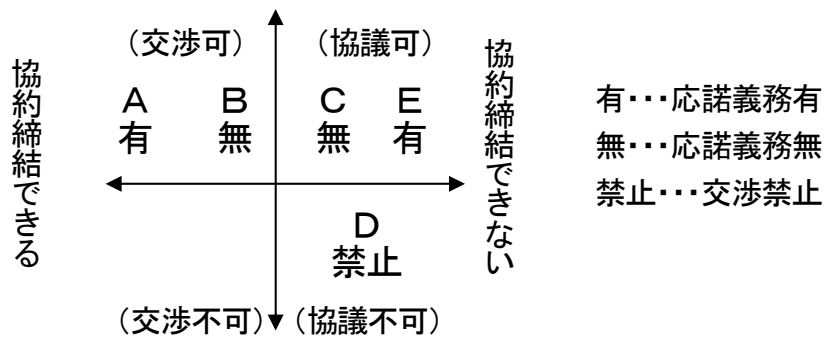 （交渉可）
（協議可）
協約締結できる
A
B
C
E
有
無
無
有
協約締結できない
有・・・応諾義務有
無・・・応諾義務無
禁止・・・交渉禁止
D
禁止
（交渉不可）
（協議不可）